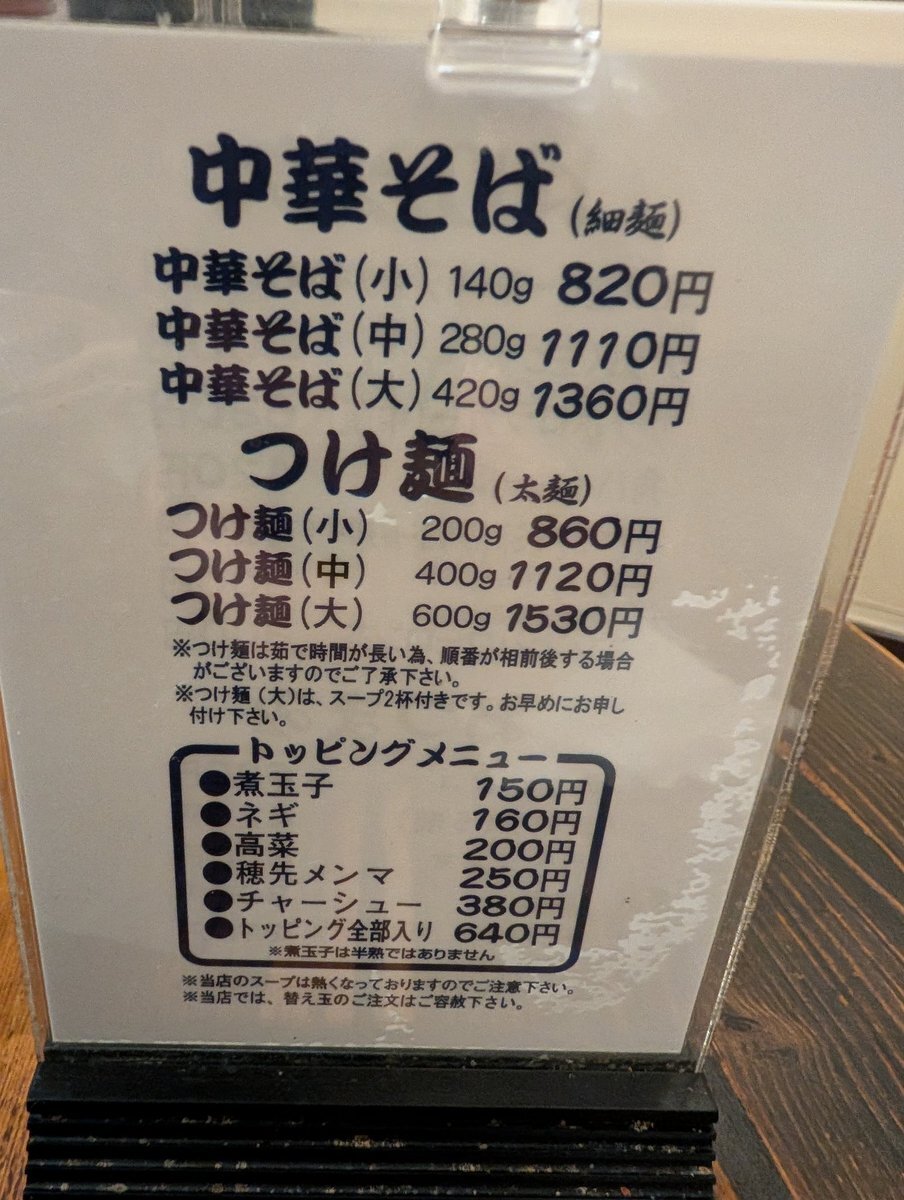 中華そば(細麺)
中華そば(小) 140g 820円
中華そば(中) 280g 1110円
中華そば(大) 420g 1360円
つけ麺(太麺)
つけ麺(小) 200g 860円
つけ麺(中) 400g 1120円
つけ麺(大) 600g 1530円
※つけ麺は茹で時間が長い為、順番が相前後する場合
がございますのでご了承下さい。
※つけ麺(大)は、スープ2杯付きです。お早めにお申し
付け下さい。
トッピングメニュー
●煮玉子 150円
●ネギ 160円
●高菜 200円
●穂先メンマ 250円
●チャーシュー 380円
●トッピング全部入り 640円
※煮玉子は半熟ではありません
※当店のスープは熱くなっておりますのでご注意下さい。
※当店では、替え玉のご注文はご容赦下さい。